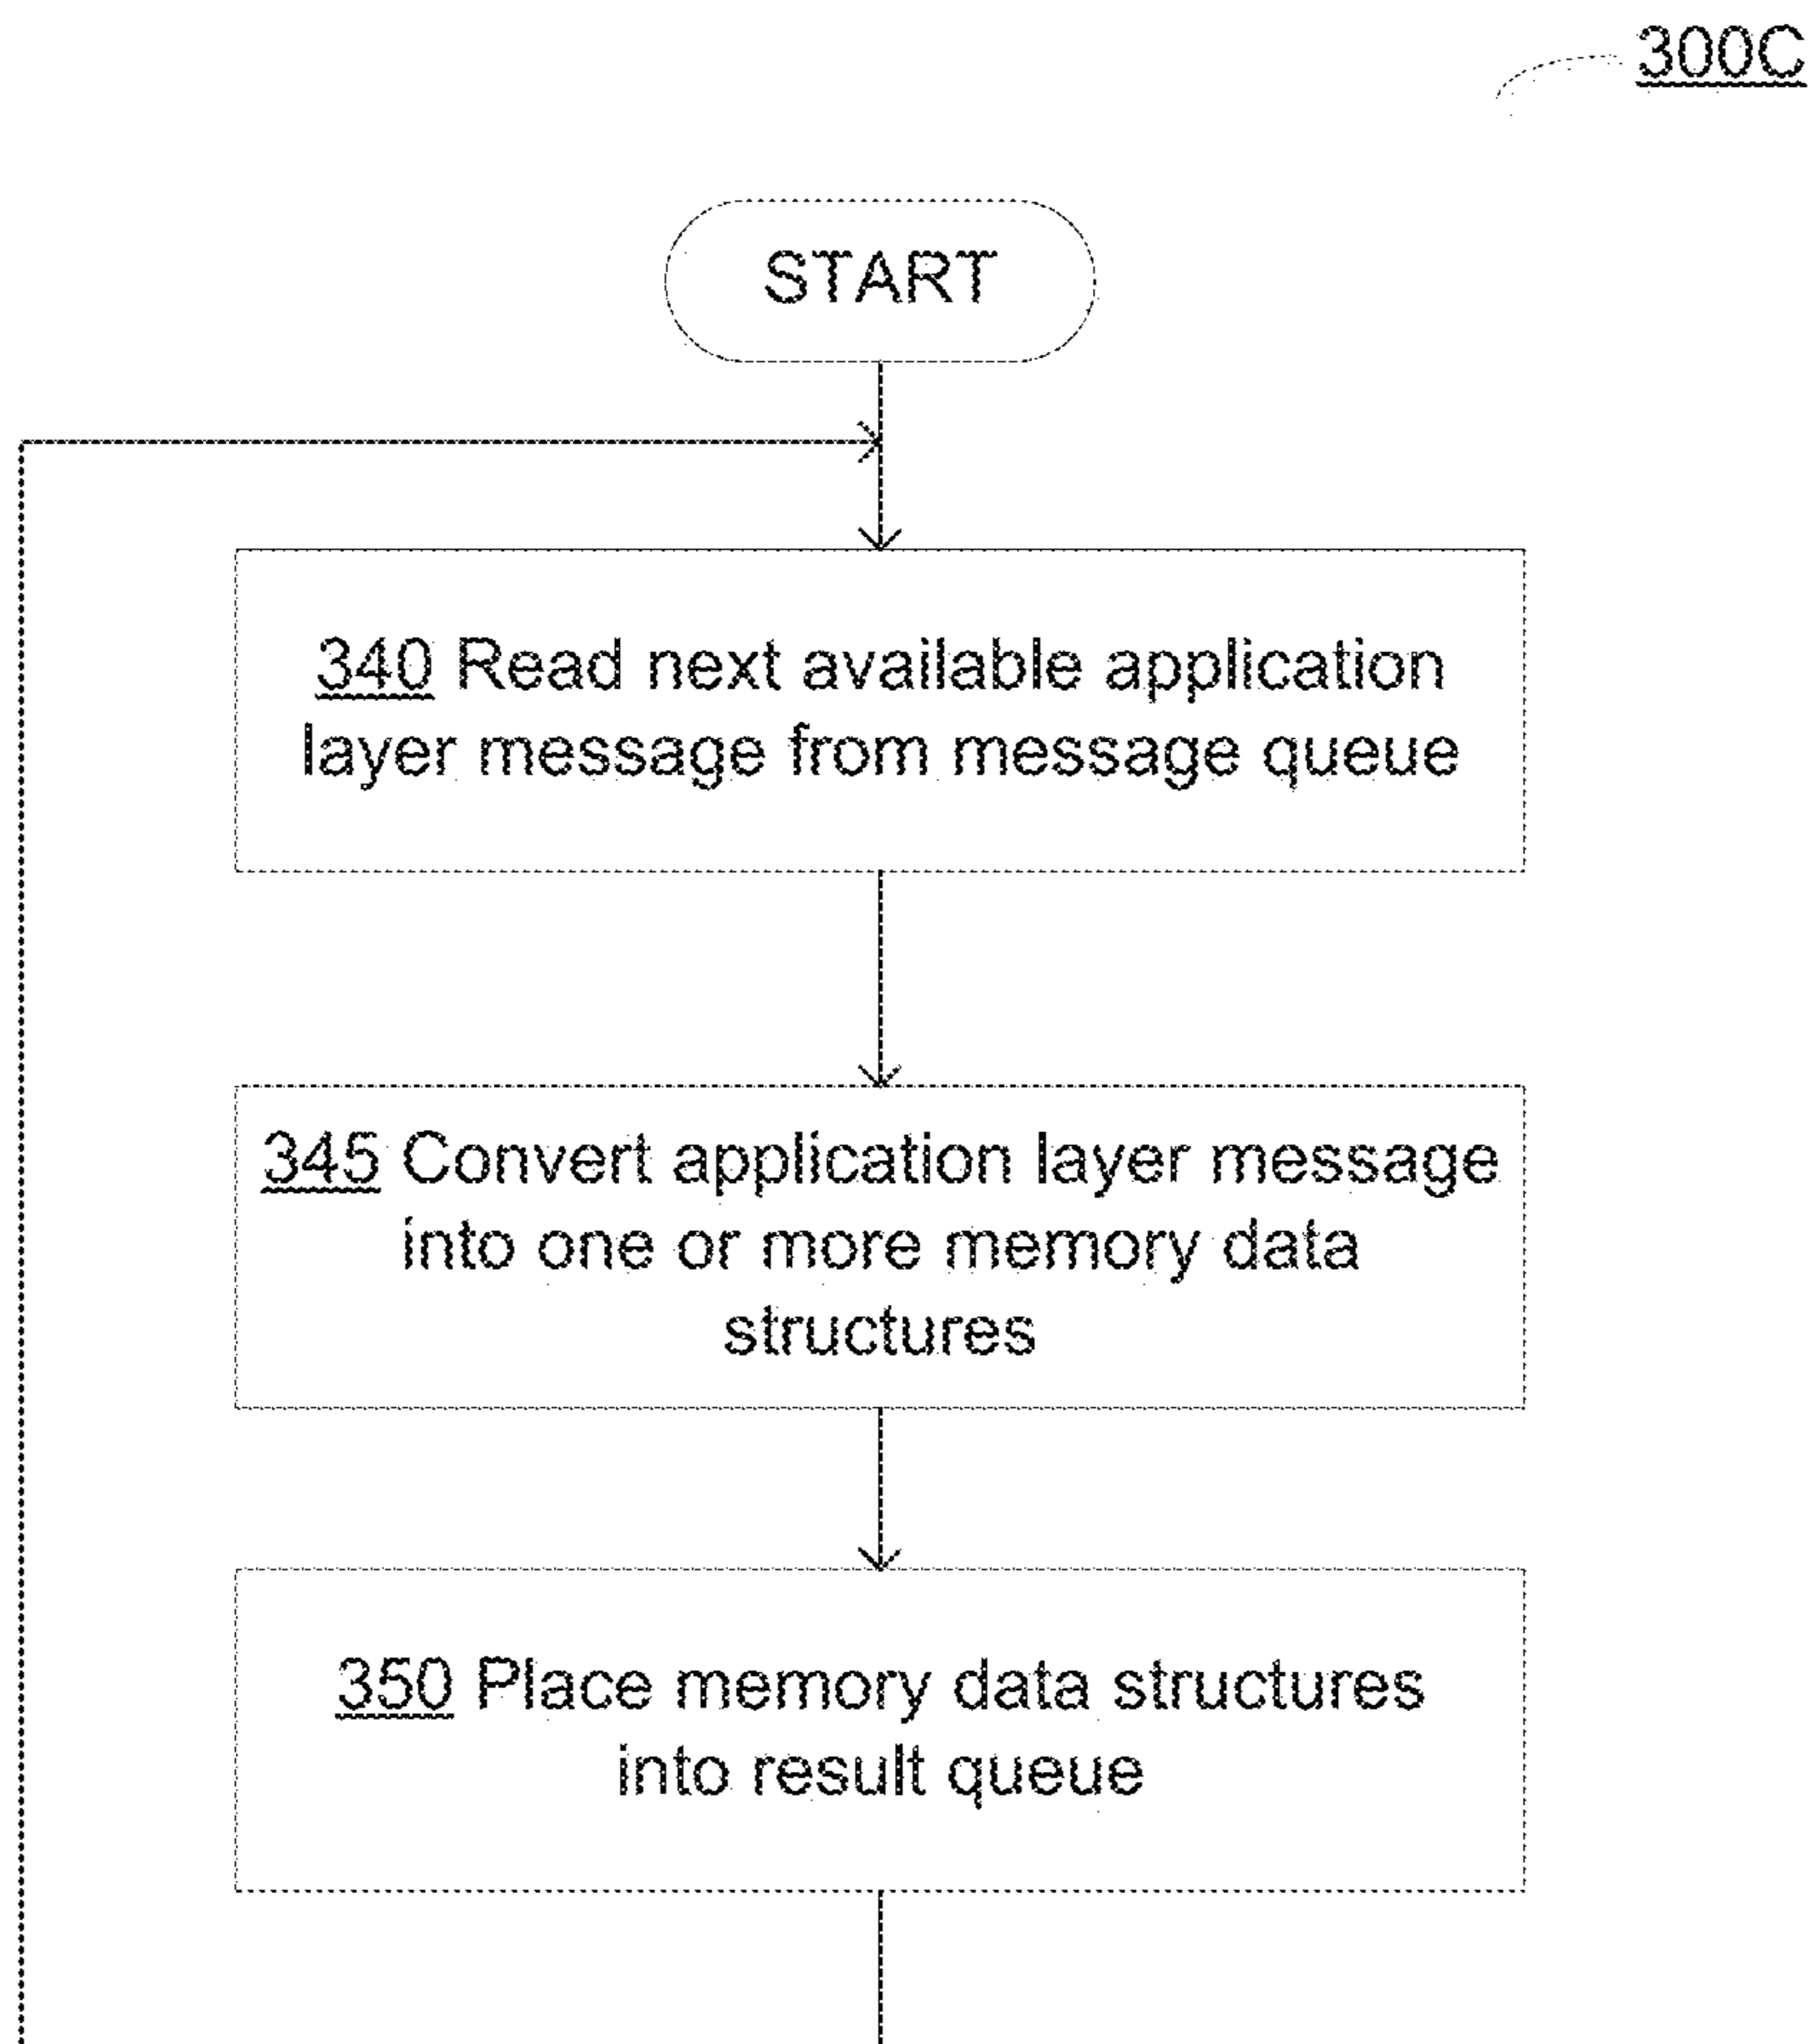 300C
START
340 Read next available application
layer message from message queue
345 Convert application layer message
into one or more memory data
structures
350 Place memory data structures
into result queue